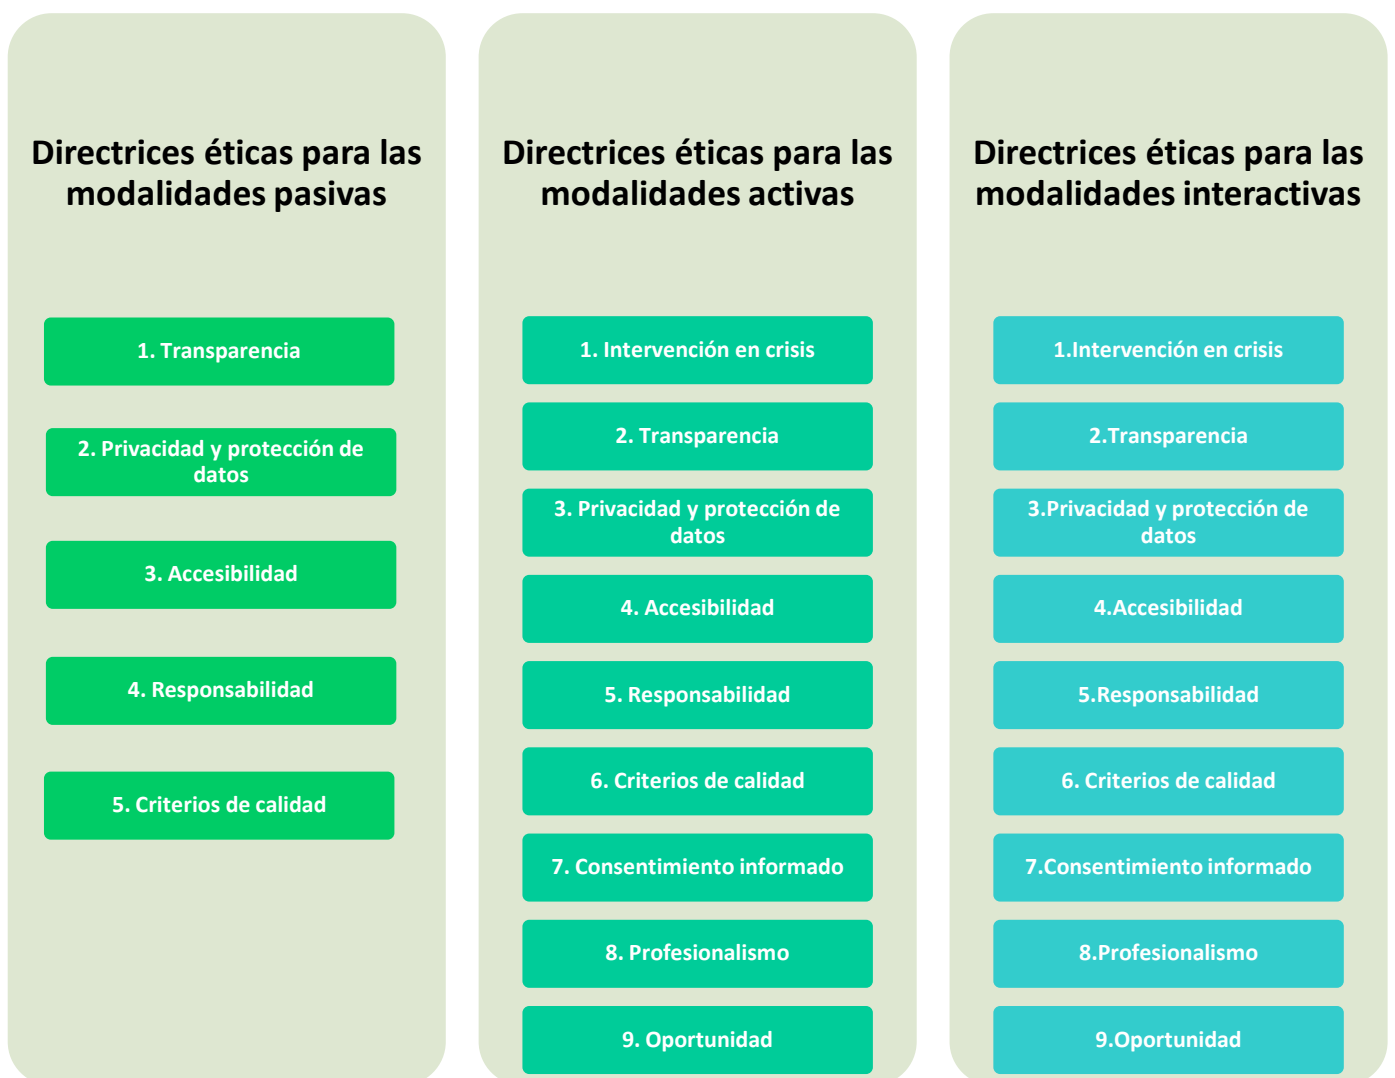 Directrices éticas para las
modalidades pasivas
1. Transparencia
2. Privacidad y protección de
datos
3. Accesibilidad
4. Responsabilidad
5. Criterios de calidad
Directrices éticas para las
modalidades activas
1. Intervención en crisis
2. Transparencia
3. Privacidad y protección de
datos
4. Accesibilidad
5. Responsabilidad
6. Criterios de calidad
7. Consentimiento informado
8. Profesionalismo
9. Oportunidad
Directrices éticas para las
modalidades interactivas
1.Intervención en crisis
2.Transparencia
3.Privacidad y protección de
datos
4.Accesibilidad
5.Responsabilidad
6. Criterios de calidad
7.Consentimiento informado
8.Profesionalismo
9.Oportunidad